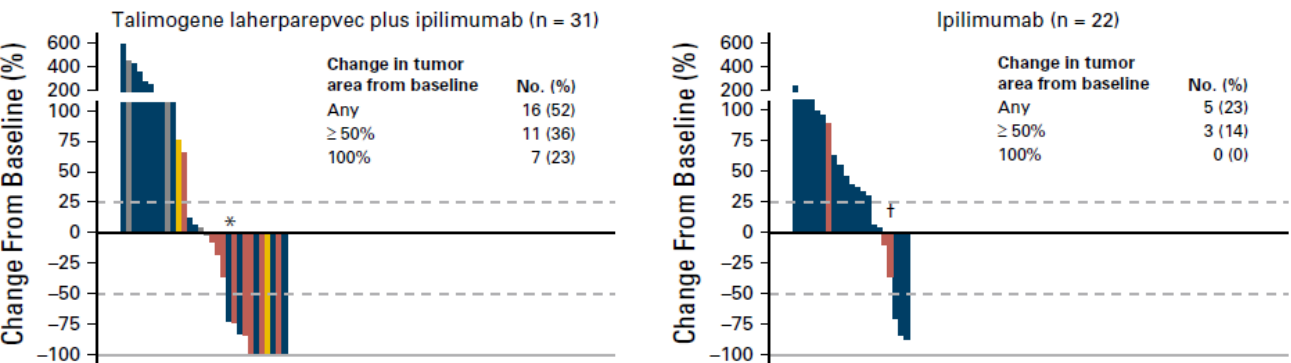 Talimogene laherparepvec plus ipilimumab (n = 31)
Change From Baseline (%)
600
400
200
100
75
50
25
0
–25
–50
–75
–100
Change in tumor
area from baseline No. (%)
Any 16 (52)
≥ 50% 11 (36)
100% 7 (23)
*
Ipilimumab (n = 22)
Change From Baseline (%)
600
400
200
100
75
50
25
0
–25
–50
–75
–100
Change in tumor
area from baseline No. (%)
Any 5 (23)
≥ 50% 3 (14)
100% 0 (0)
†